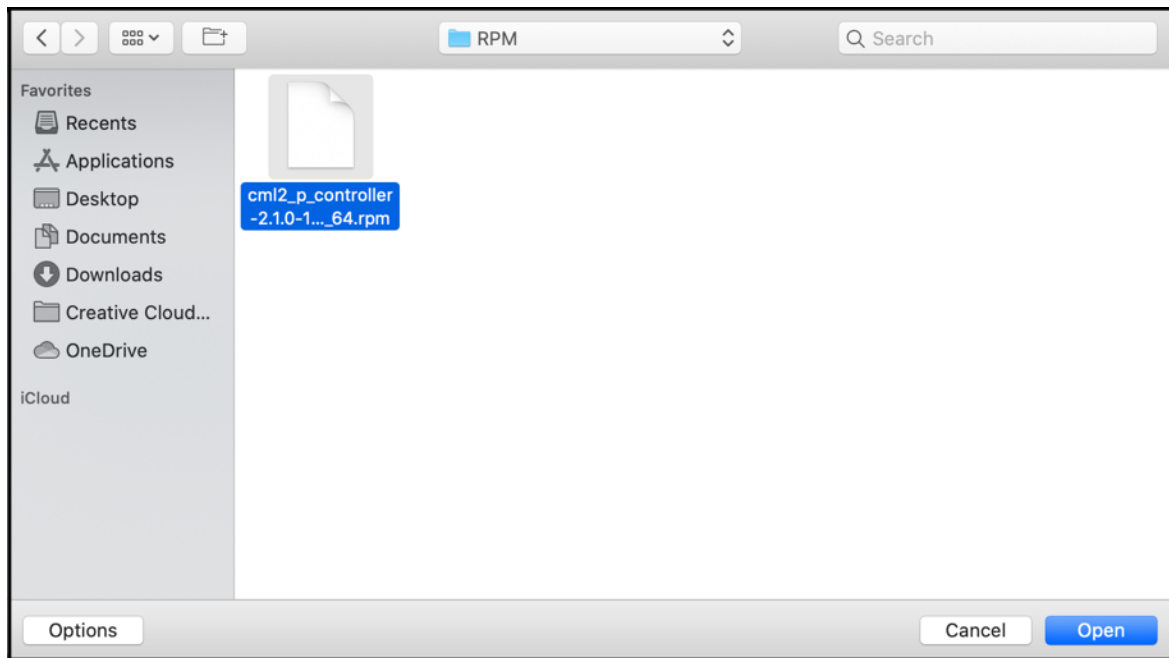 RPM
Search
Favorites
Recents
Applications
Desktop
Documents
Downloads
Creative Cloud...
OneDrive
iCloud
cml2_p_controller
-2.1.0-1..._64.rpm
Options
Cancel
Open